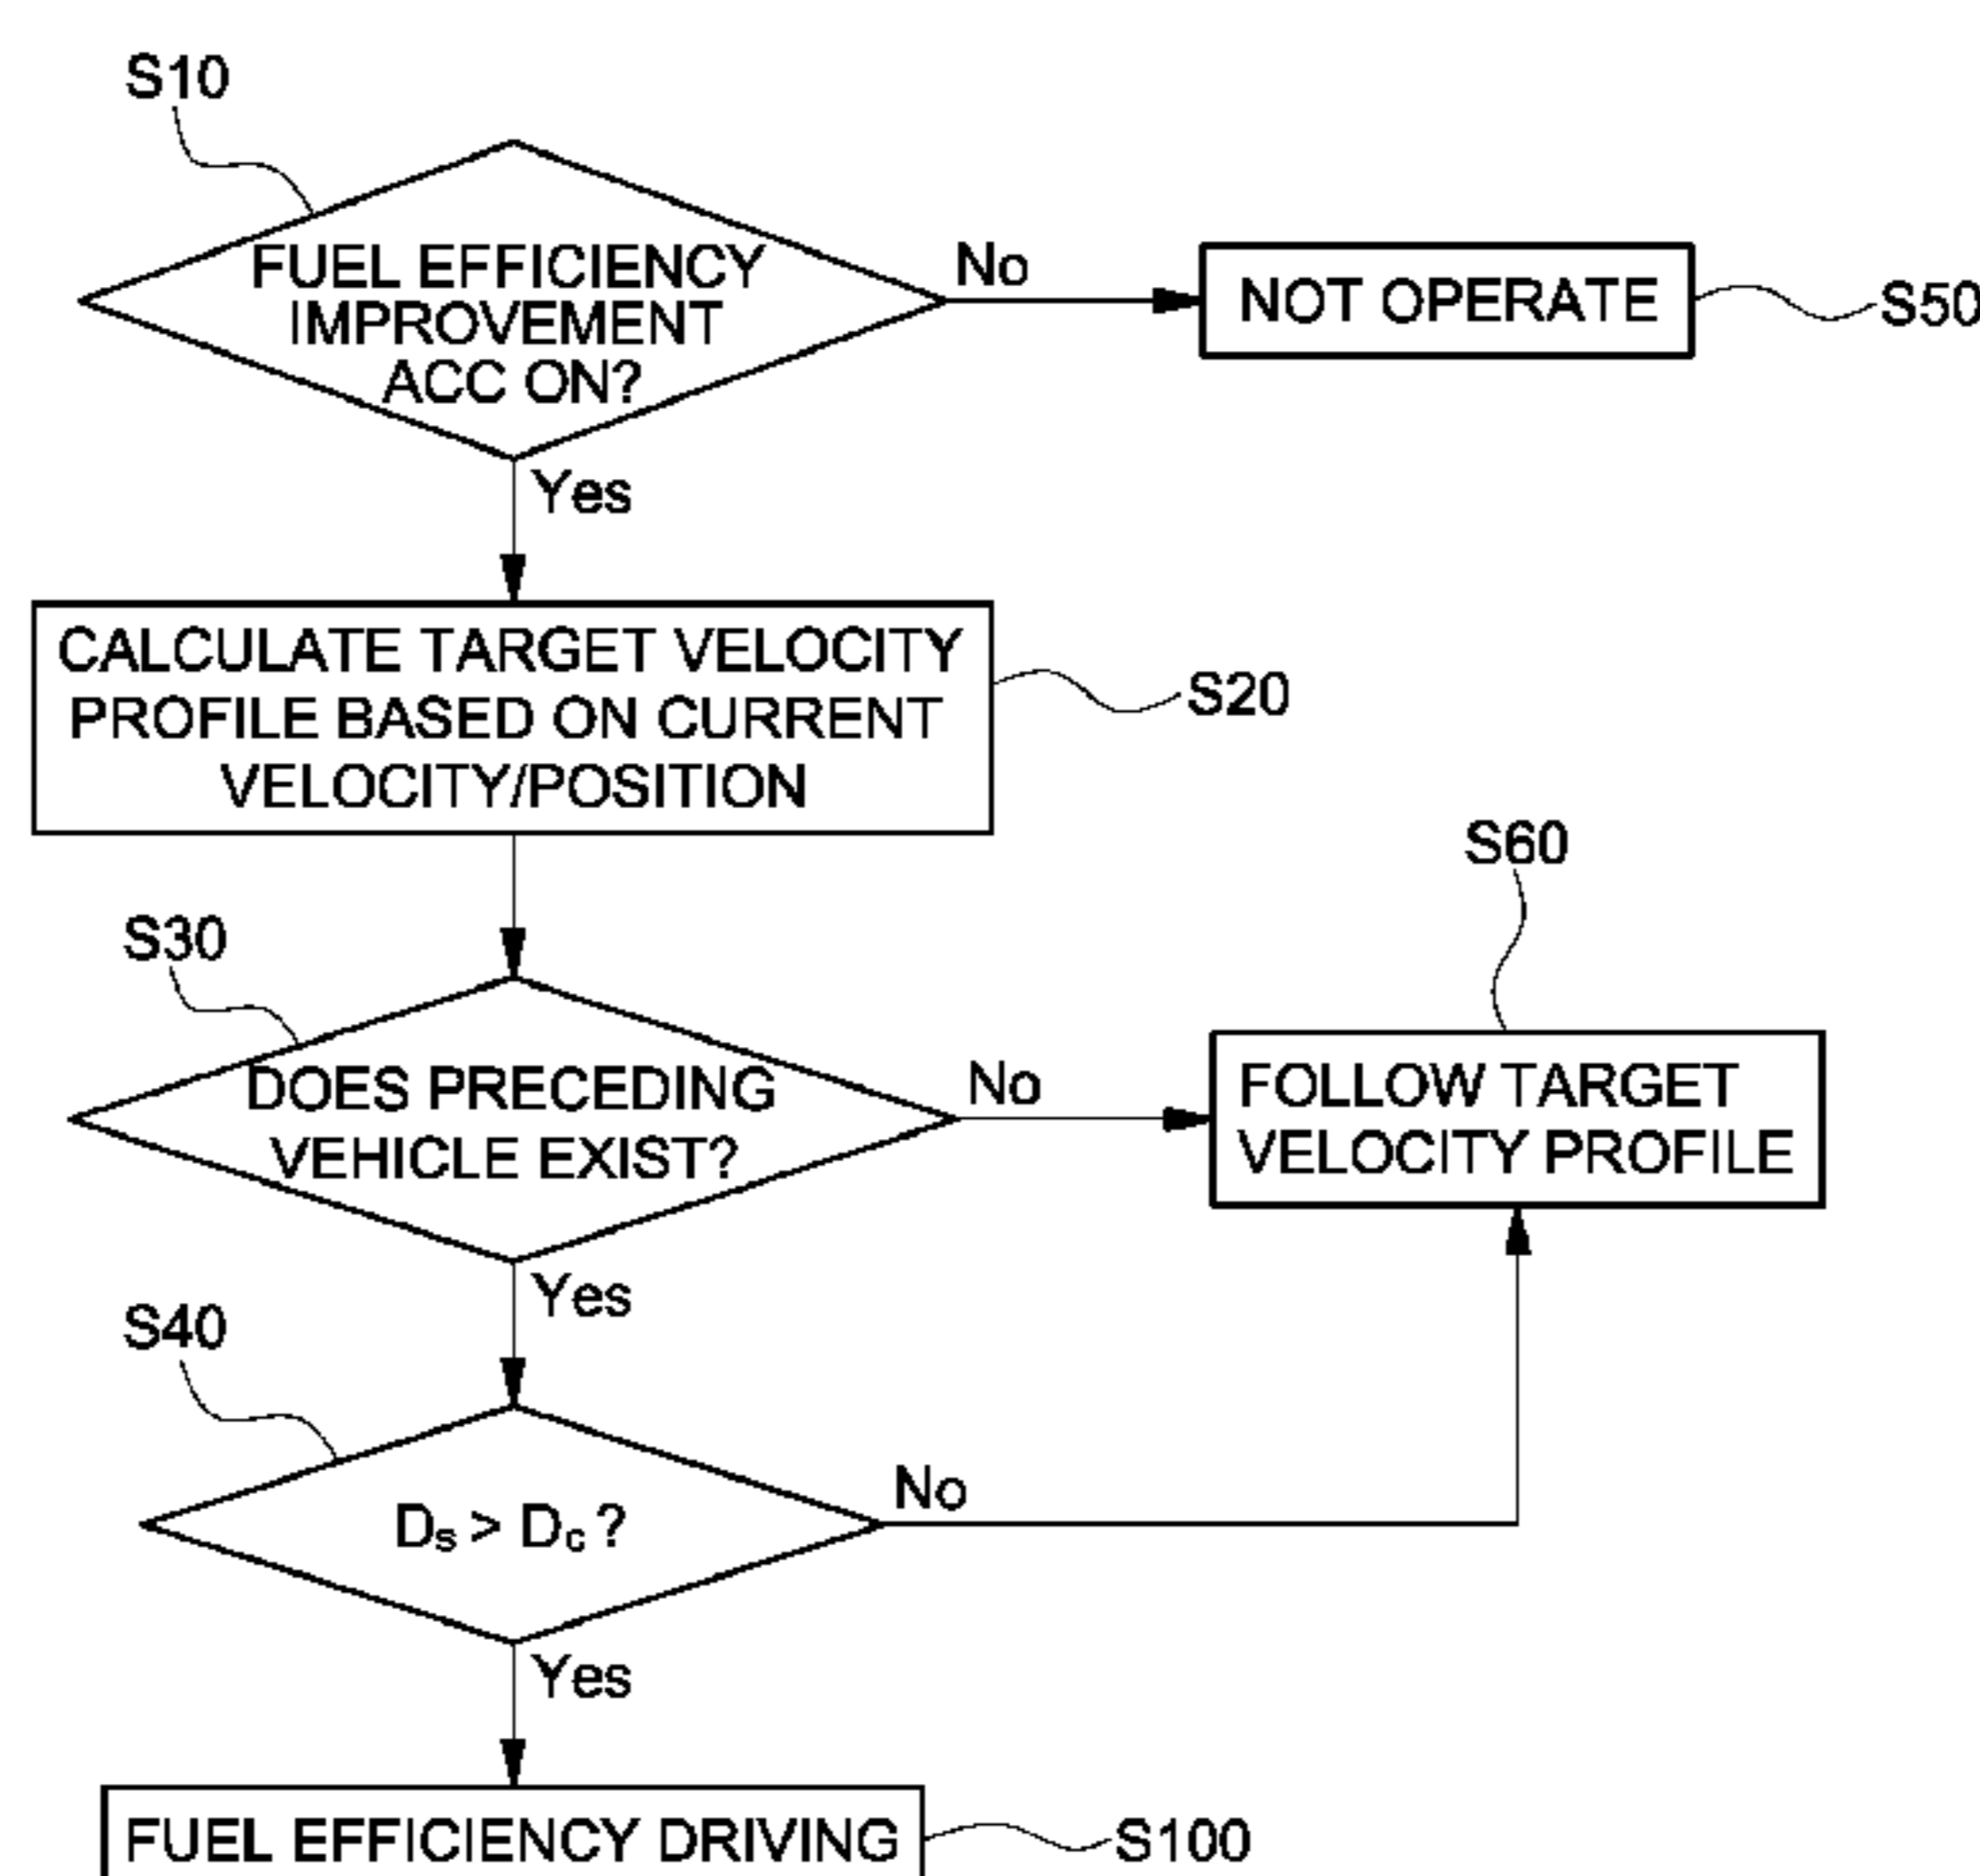 S10
FUEL EFFICIENCY
IMPROVEMENT
ACC ON?
No
NOT OPERATE
S50
Yes
CALCULATE TARGET VELOCITY
PROFILE BASED ON CURRENT
VELOCITY/POSITION
S20
S60
S30
DOES PRECEDING
VEHICLE EXIST?
No
FOLLOW TARGET
VELOCITY PROFILE
Yes
S40
Ds > Dc ?
No
Yes
FUEL EFFICIENCY DRIVING
S100